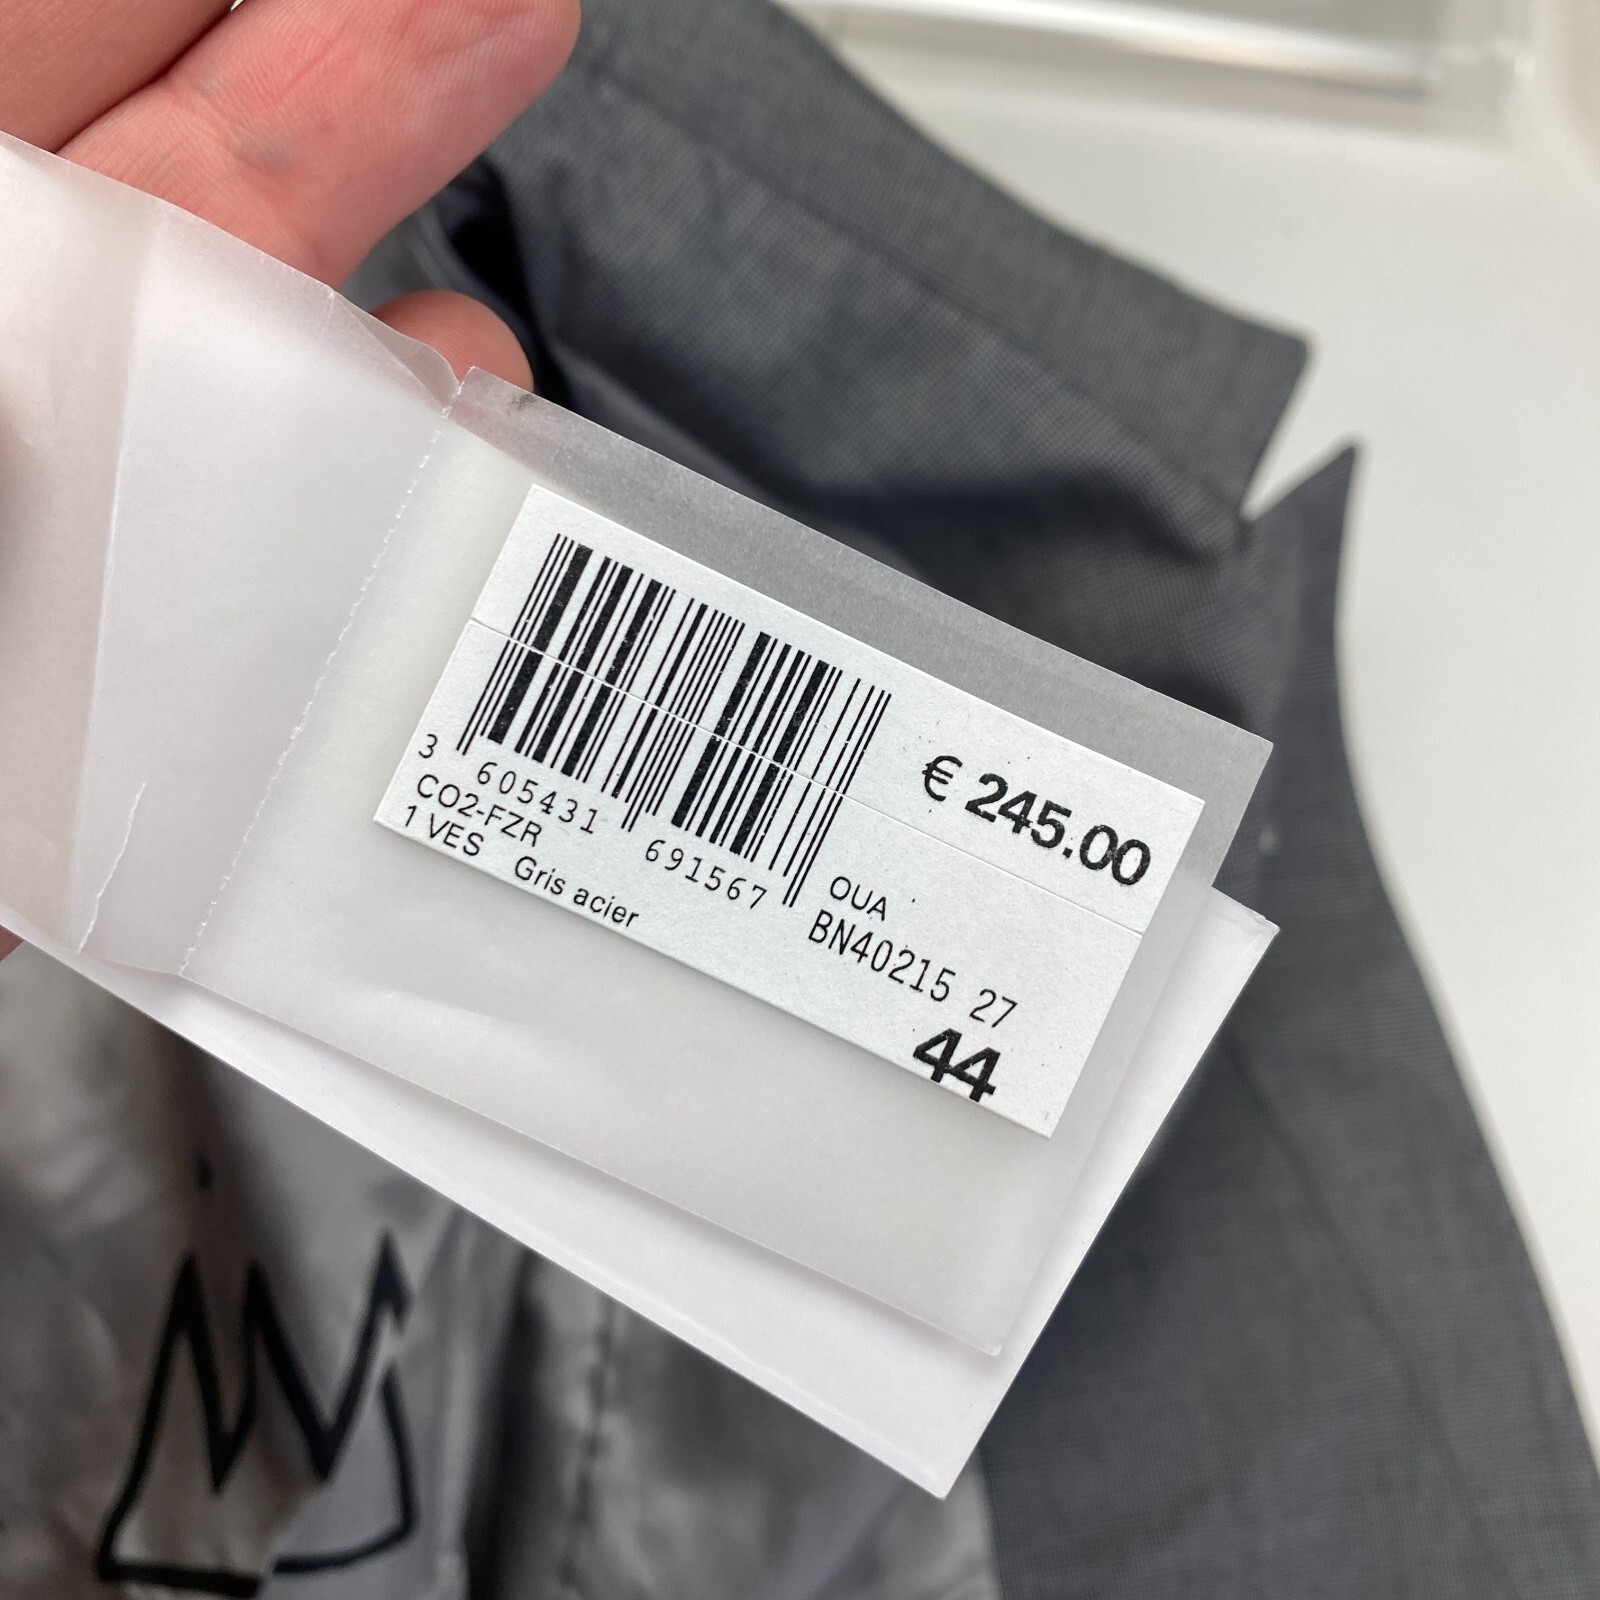 € 245.00
3 605431 691567
CO2-FZR OUA
1 VES Gris acier BN40215 27
44